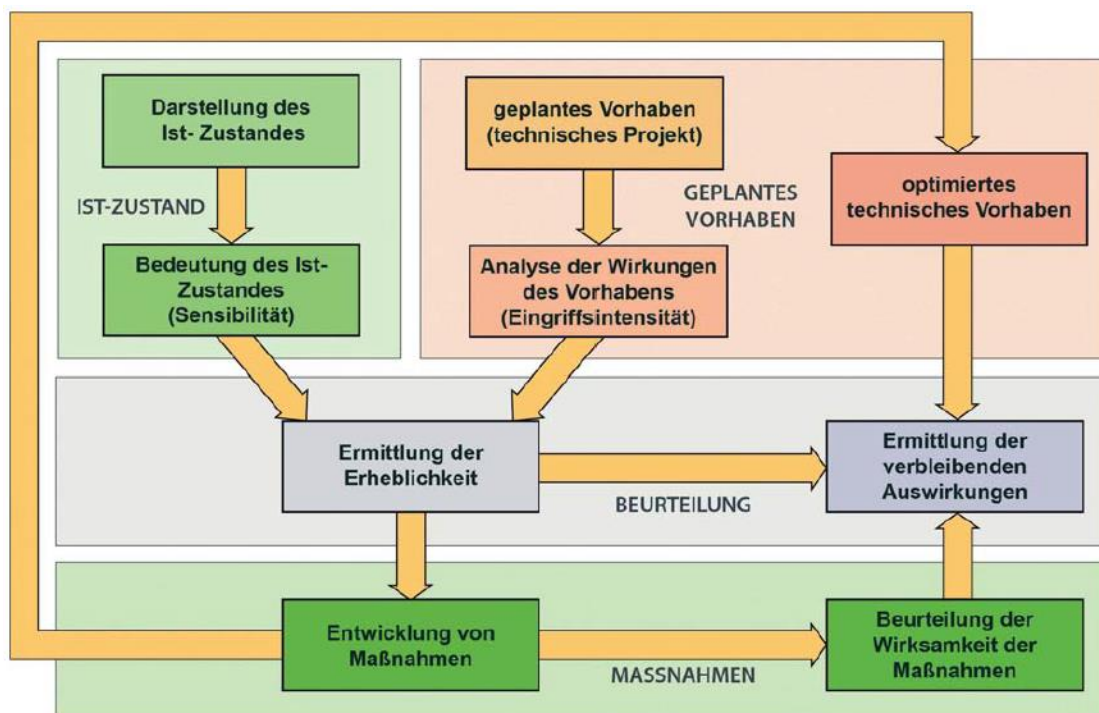 Darstellung des
Ist- Zustandes
IST-ZUSTAND
Bedeutung des Ist-
Zustandes
(Sensibilität)
geplantes Vorhaben
(technisches Projekt)
GEPLANTES
VORHABEN
Analyse der Wirkungen
des Vorhabens
(Eingriffsintensität)
optimiertes
technisches Vorhaben
Ermittlung der
Erheblichkeit
BEURTEILUNG
Ermittlung der
verbleibenden
Auswirkungen
Entwicklung von
Maßnahmen
MASSNAHMEN
Beurteilung der
Wirksamkeit der
Maßnahmen